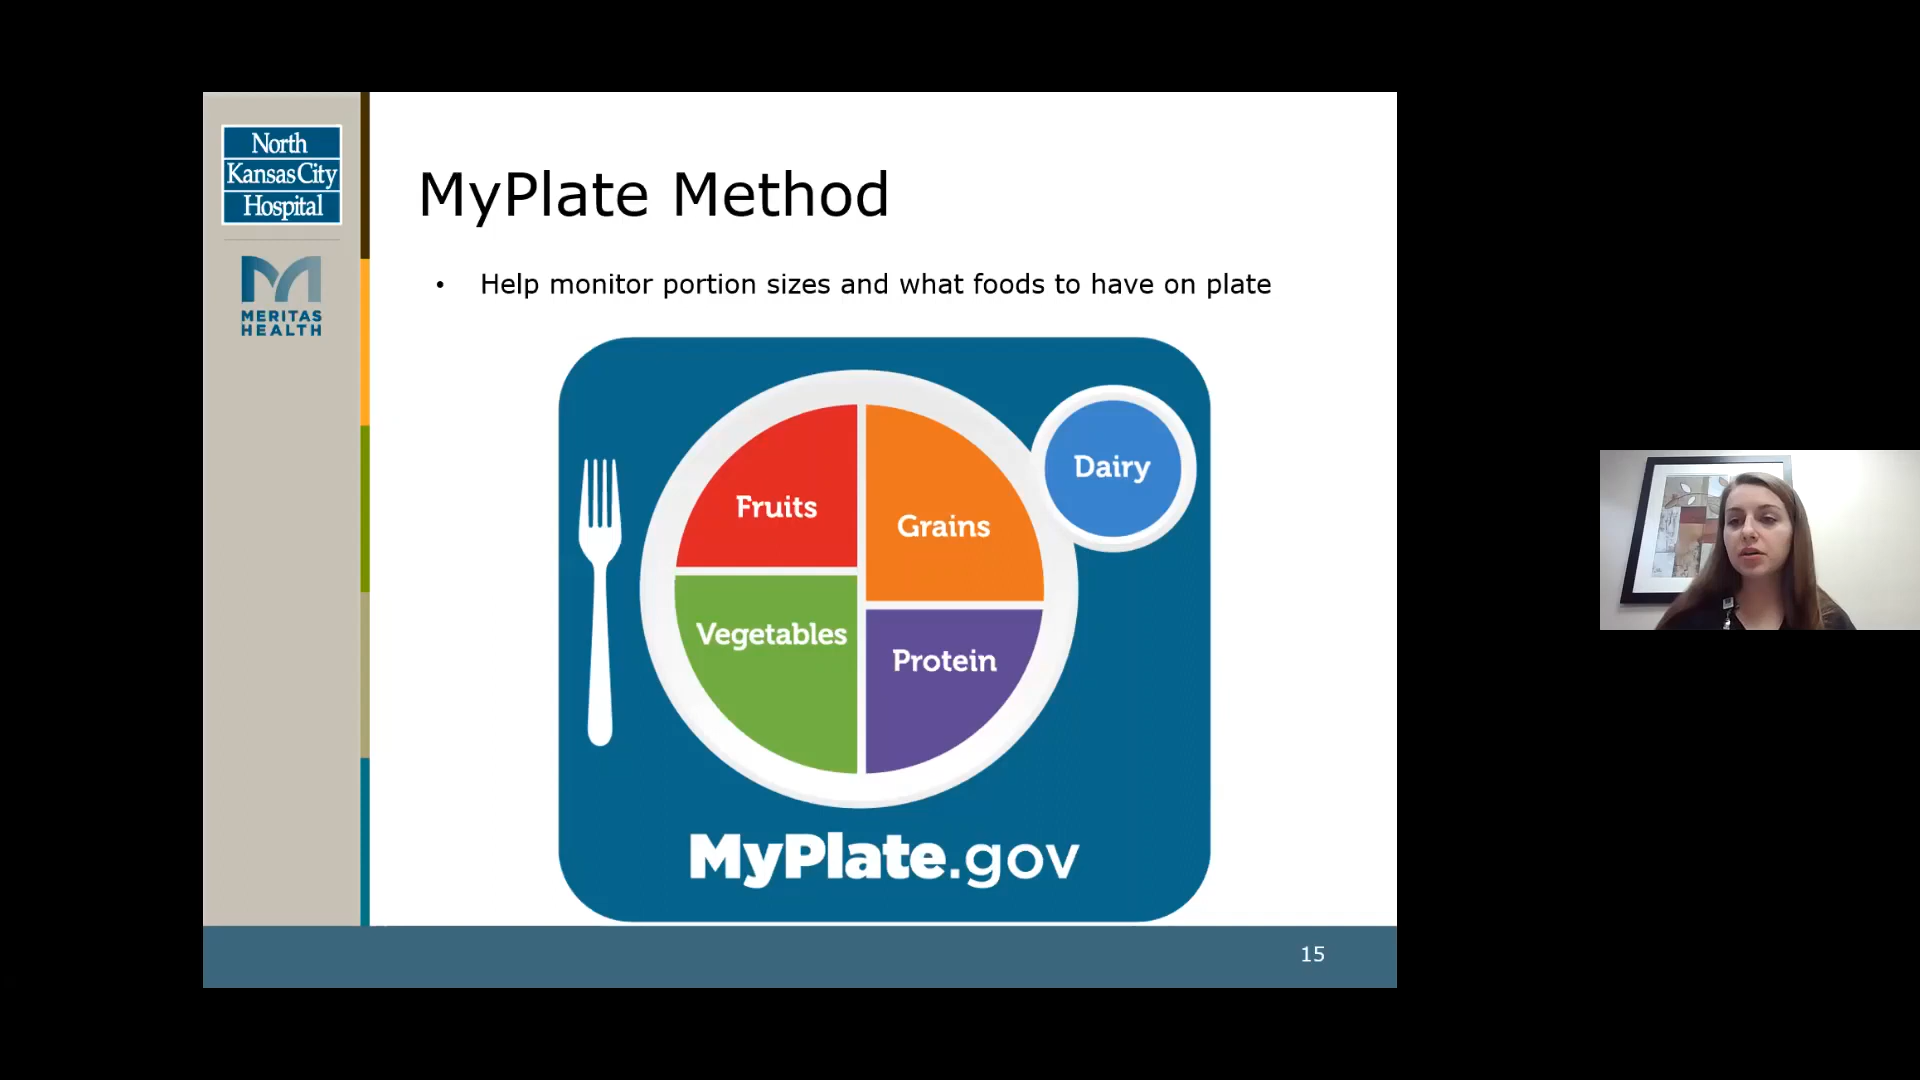 North
Kansas City
Hospital
MERITAS
HEALTH
MyPlate Method
• Help monitor portion sizes and what foods to have on plate
Fruits
Grains
Dairy
Vegetables
Protein
MyPlate.gov
15